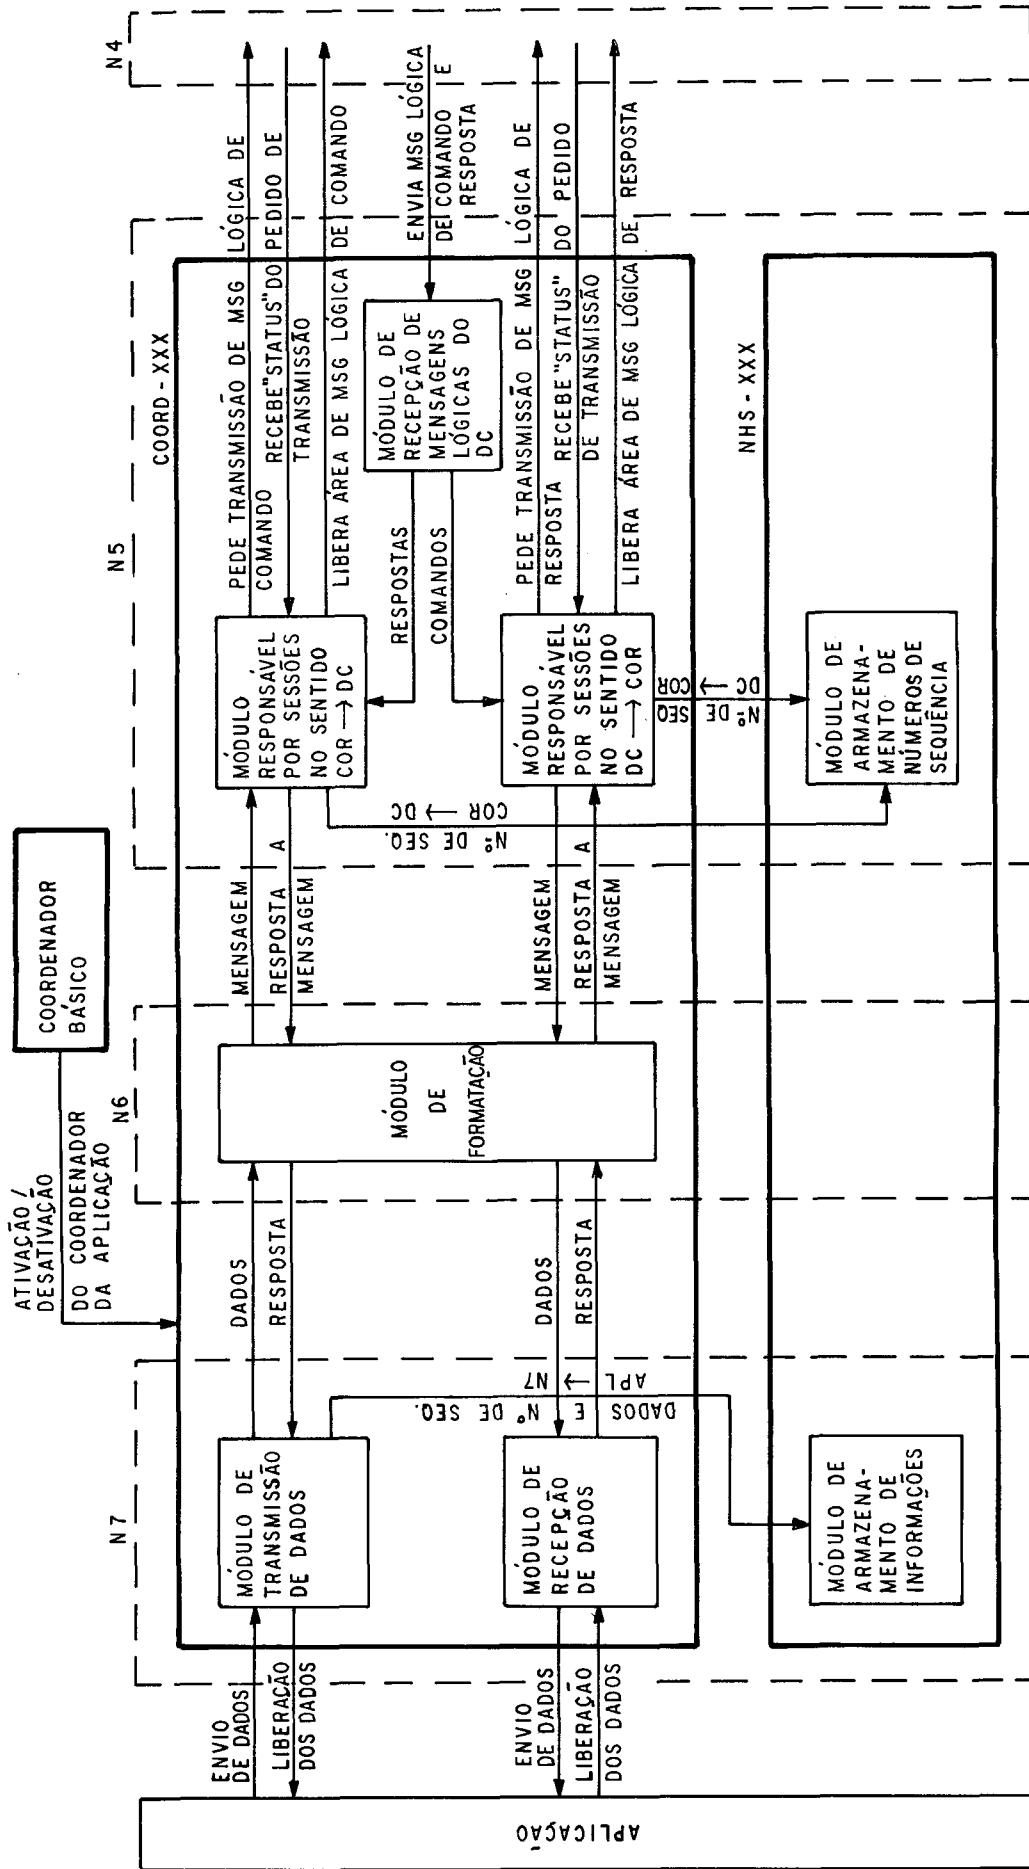 COORDENADOR
BÁSICO
ATIVAÇÃO/
DESATIVAÇÃO
DO COORDENADOR
DA APLICAÇÃO
N7
N6
N5
N4
COORD-XXX
APLICAÇÃO
ENVIO
DE DADOS
LIBERAÇÃO
DOS DADOS
MÓDULO DE
TRANSMISSÃO
DE DADOS
DADOS
RESPOSTA
MÓDULO
DE
FORMATAÇÃO
MENSAGEM
RESPOSTA A
MENSAGEM
MÓDULO
RESPONSÁVEL
POR SESSÕES
NO SENTIDO
COR → DC
PEDE TRANSMISSÃO DE MSG LÓGICA DE
COMANDO
RECEBE "STATUS" DO PEDIDO DE
TRANSMISSÃO
LIBERA ÁREA DE MSG LÓGICA DE COMANDO
RESPOSTAS
COMANDOS
MÓDULO DE
RECEPÇÃO DE
MENSAGENS
LÓGICAS DO
DC
ENVIA MSG LÓGICA
DE COMANDO E
RESPOSTA
Nº DE SEQ.
COR → DC
ENVIO
DE DADOS
LIBERAÇÃO
DOS DADOS
MÓDULO DE
RECEPÇÃO
DE DADOS
DADOS E Nº DE SEQ.
APL → N7
DADOS
RESPOSTA
MENSAGEM
RESPOSTA A
MENSAGEM
MÓDULO
RESPONSÁVEL
POR SESSÕES
NO SENTIDO
DC → COR
PEDE TRANSMISSÃO DE MSG LÓGICA DE
RESPOSTA
RECEBE "STATUS" DO PEDIDO
DE TRANSMISSÃO
LIBERA ÁREA DE MSG LÓGICA DE RESPOSTA
Nº DE SEQ
DC → COR
NHS-XXX
MÓDULO DE
ARMAZENA-
MENTO DE
INFORMAÇÕES
MÓDULO DE
ARMAZENA-
MENTO DE
NÚMEROS DE
SEQUÊNCIA